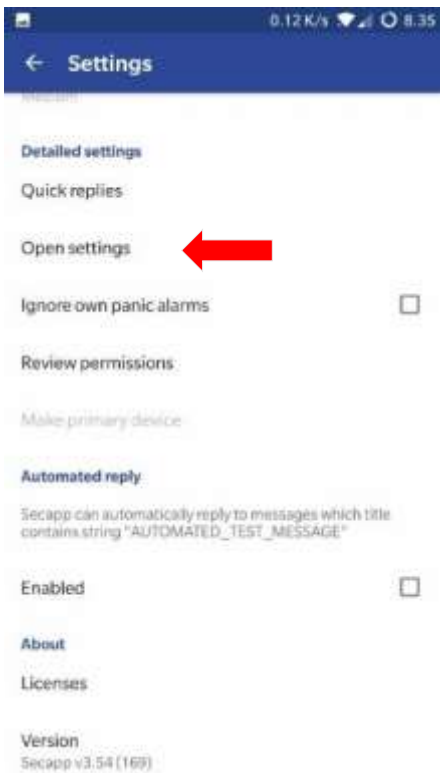 0.12 K/s 8.35
Settings
Medium
Detailed settings
Quick replies
Open settings
Ignore own panic alarms
Review permissions
Make primary device
Automated reply
Secapp can automatically reply to messages which title
contains string "AUTOMATED_TEST_MESSAGE"
Enabled
About
Licenses
Version
Secapp v3.54 (169)